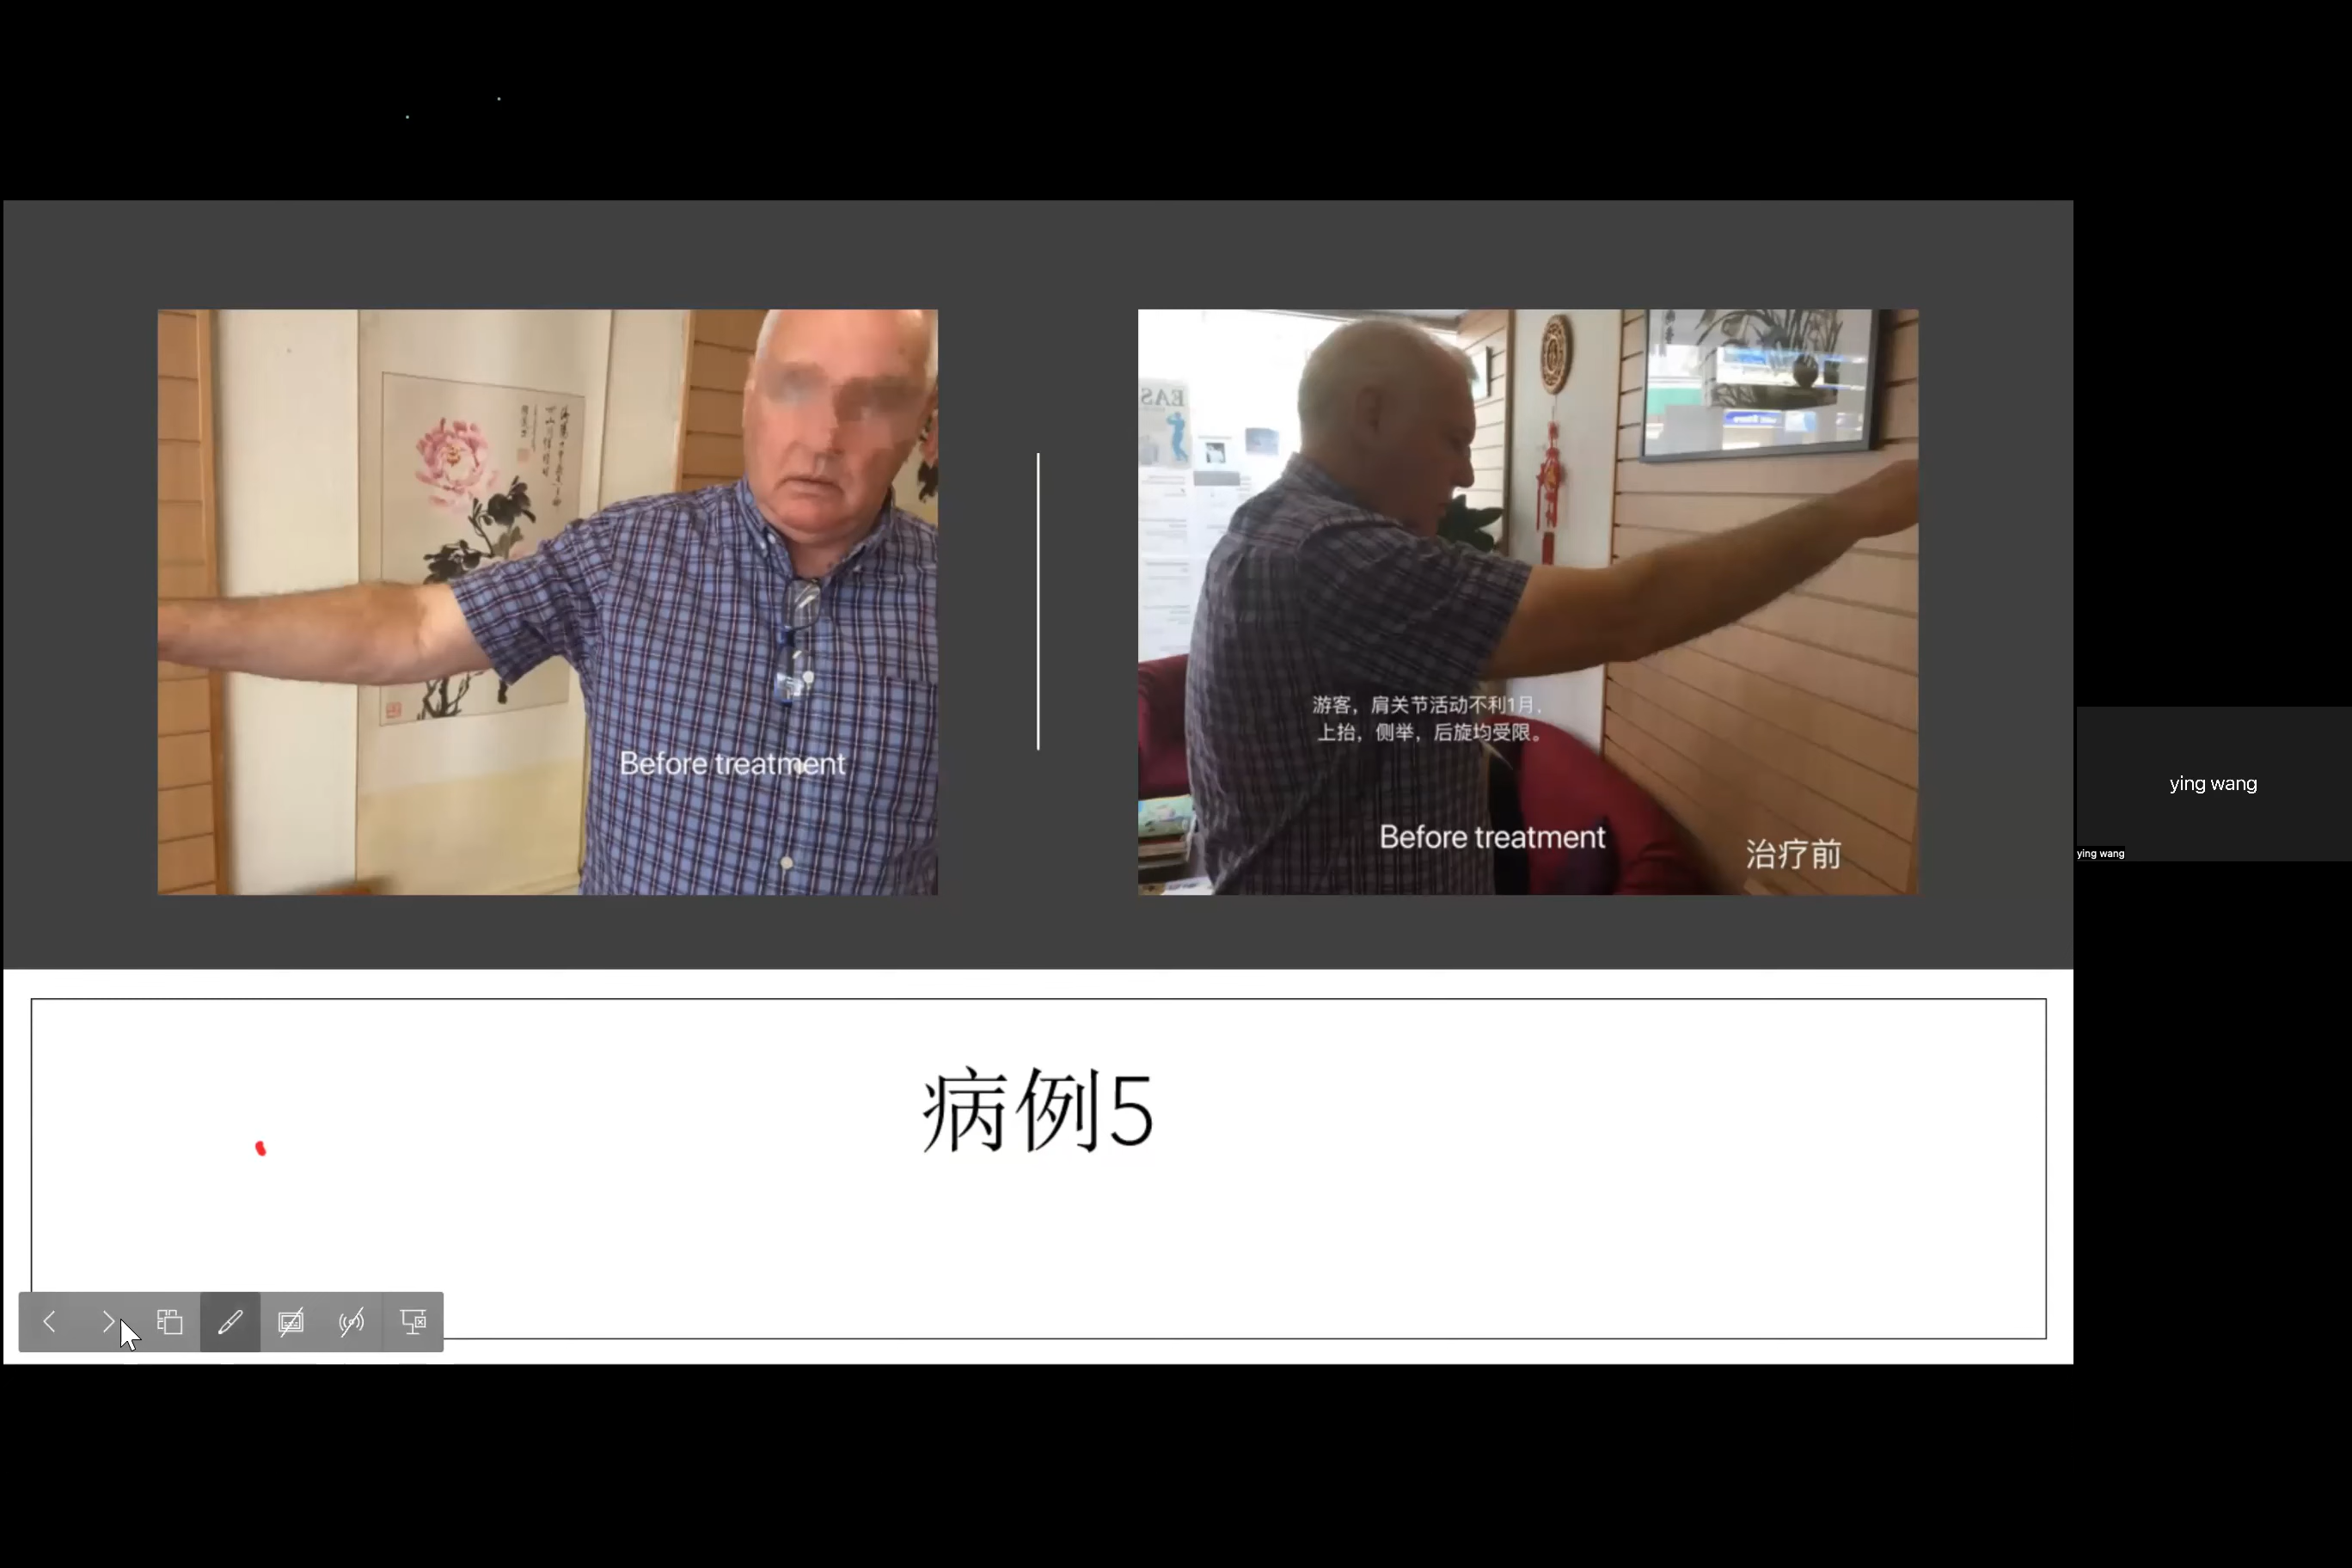 Before treatment
EAS
游客，肩关节活动不利1月，
上抬，侧举，后旋均受限。
Before treatment
治疗前
病例5
ying wang
ying wang